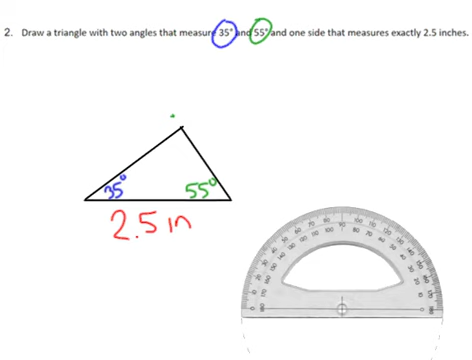 2. Draw a triangle with two angles that measure 35° and 55° and one side that measures exactly 2.5 inches.
35° 55°
2.5 in